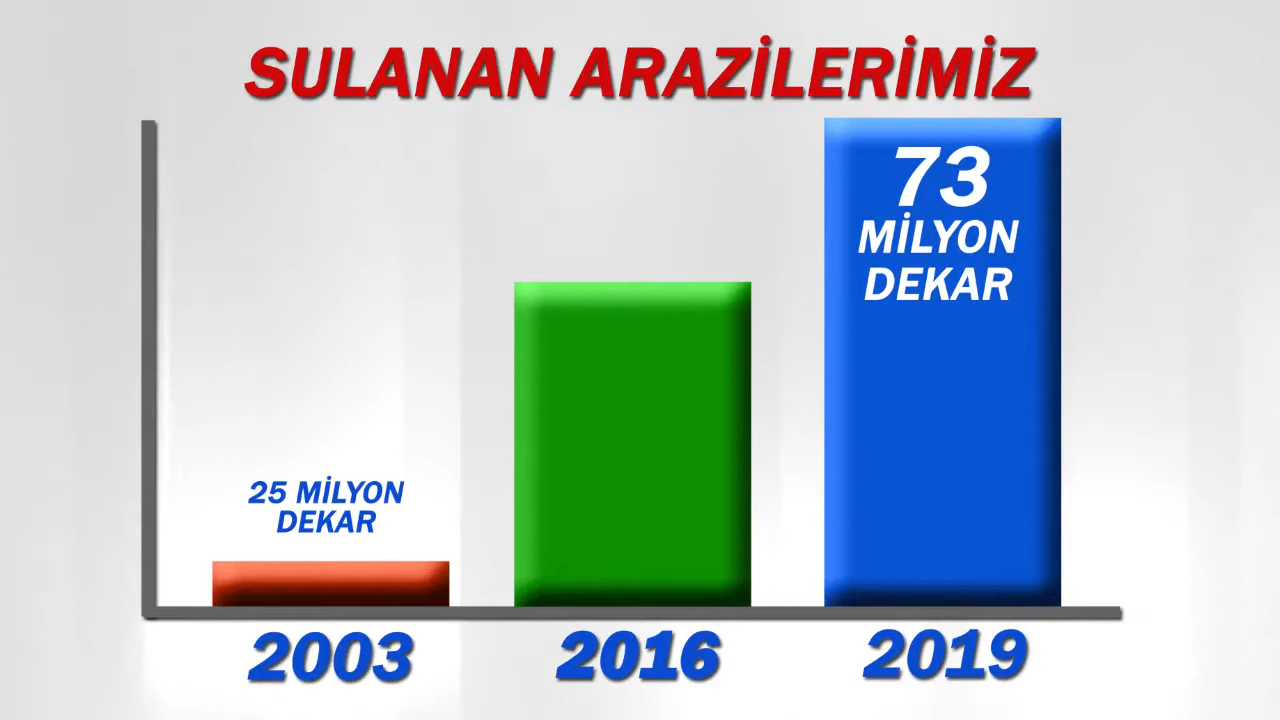 SULANAN ARAZİLERİMİZ
73
MİLYON
DEKAR
25 MİLYON
DEKAR
2003
2016
2019